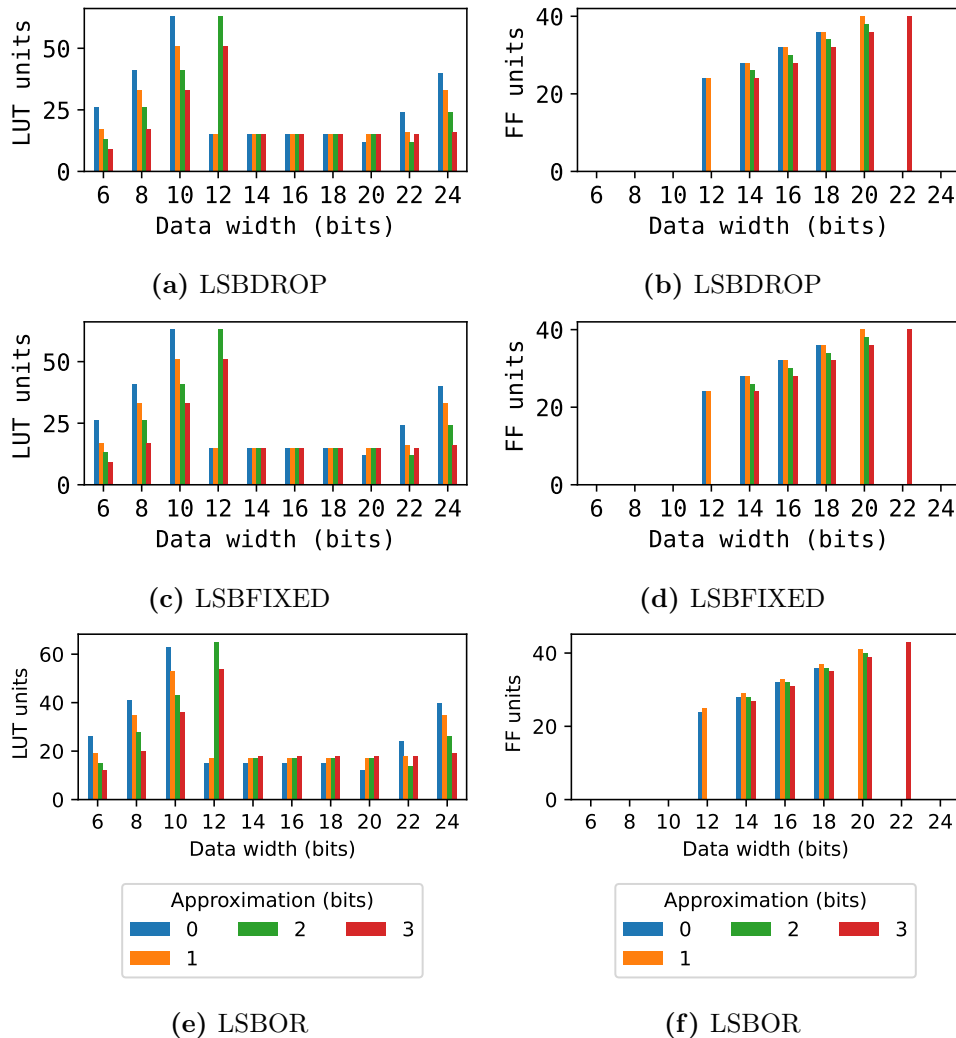 LUT units
50
25
0
6 8 10 12 14 16 18 20 22 24
Data width (bits)
(a) LSBDROP
FF units
40
20
0
6 8 10 12 14 16 18 20 22 24
Data width (bits)
(b) LSBDROP
LUT units
50
25
0
6 8 10 12 14 16 18 20 22 24
Data width (bits)
(c) LSBFIXED
FF units
40
20
0
6 8 10 12 14 16 18 20 22 24
Data width (bits)
(d) LSBFIXED
LUT units
60
40
20
0
6 8 10 12 14 16 18 20 22 24
Data width (bits)
Approximation (bits)
0 2 3
1
(e) LSBOR
FF units
40
20
0
6 8 10 12 14 16 18 20 22 24
Data width (bits)
Approximation (bits)
0 2 3
1
(f) LSBOR